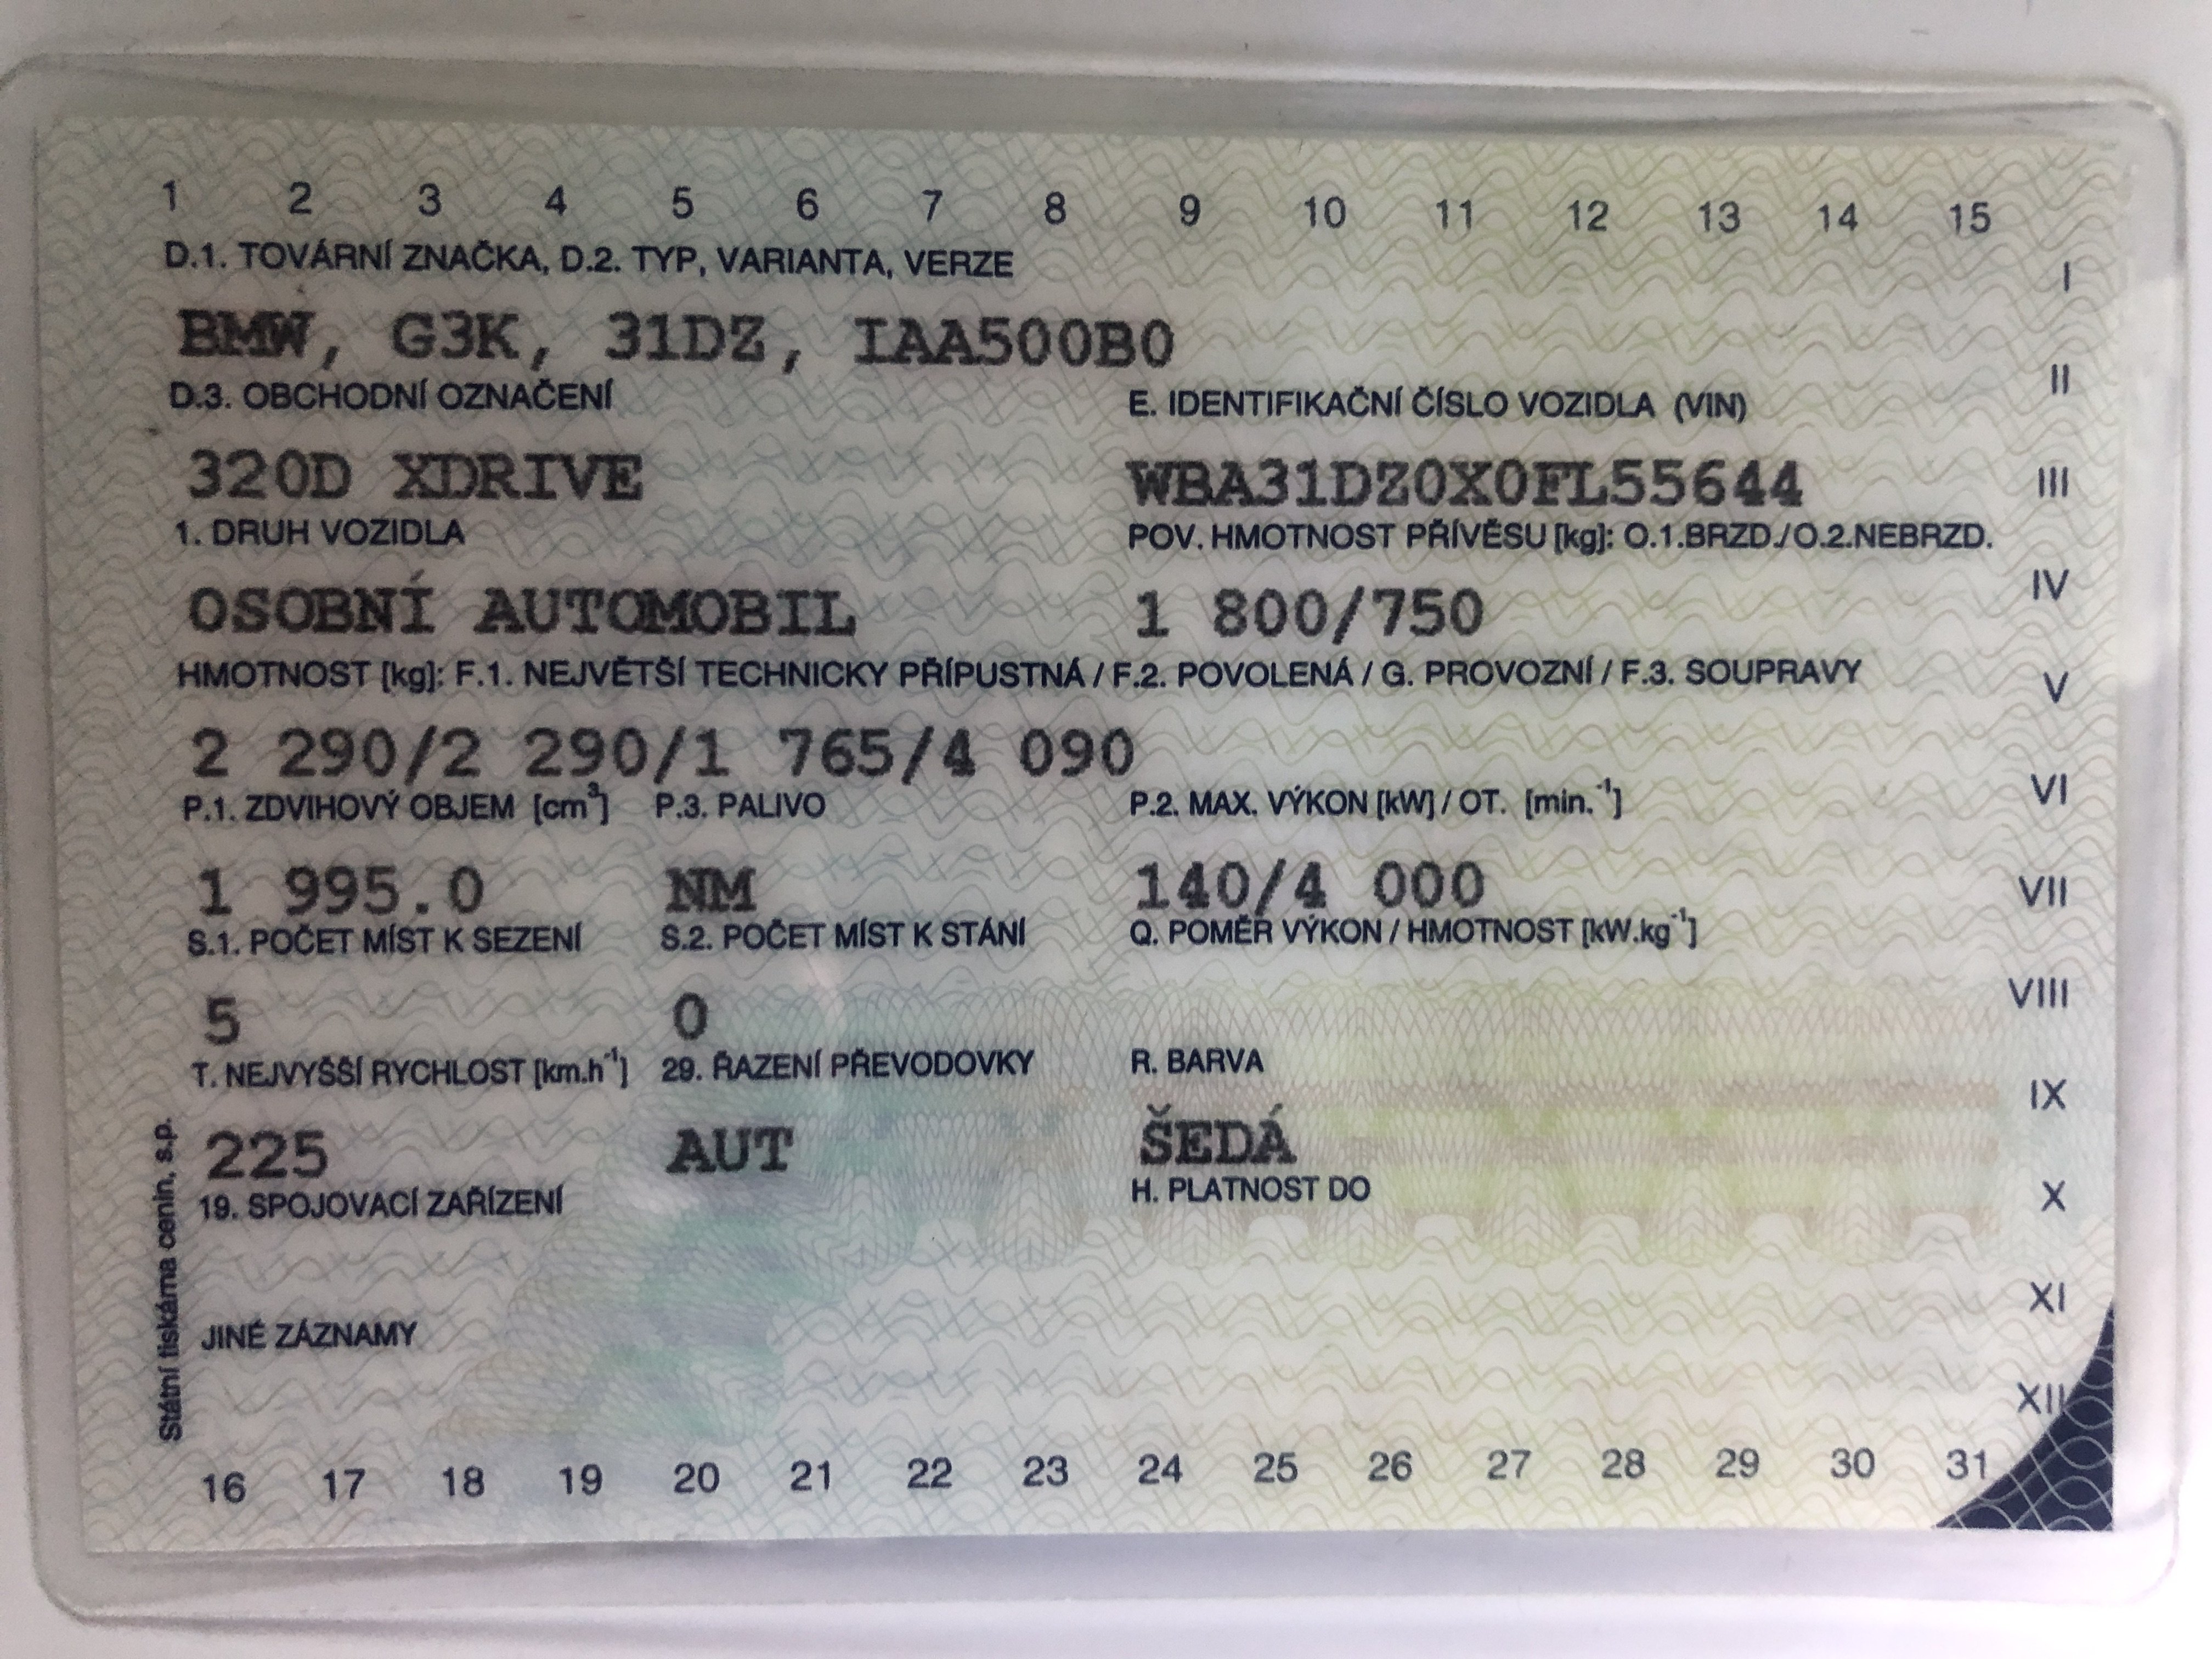 1 2 3 4 5 6 7 8 9 10 11 12 13 14 15
D.1. TOVÁRNÍ ZNAČKA, D.2. TYP, VARIANTA, VERZE
I
BMW, G3K, 31DZ, IAA500B0
II
D.3. OBCHODNÍ OZNAČENÍ E. IDENTIFIKAČNÍ ČÍSLO VOZIDLA (VIN)
320D XDRIVE WBA31DZ0X0FL55644
III
1. DRUH VOZIDLA POV. HMOTNOST PŘÍVĚSU [kg]: O.1.BRZD./O.2.NEBRZD.
IV
OSOBNÍ AUTOMOBIL 1 800/750
HMOTNOST [kg]: F.1. NEJVĚTŠÍ TECHNICKY PŘÍPUSTNÁ / F.2. POVOLENÁ / G. PROVOZNÍ / F.3. SOUPRAVY
V
2 290/2 290/1 765/4 090
VI
P.1. ZDVIHOVÝ OBJEM [cm³] P.3. PALIVO P.2. MAX. VÝKON [kW] / OT. [min.⁻¹]
1 995.0 NM 140/4 000
VII
S.1. POČET MÍST K SEZENÍ S.2. POČET MÍST K STÁNÍ Q. POMĚR VÝKON / HMOTNOST [kW.kg⁻¹]
VIII
5 0
T. NEJVYŠŠÍ RYCHLOST [km.h⁻¹] 29. ŘAZENÍ PŘEVODOVKY R. BARVA
IX
225 AUT ŠEDÁ
19. SPOJOVACÍ ZAŘÍZENÍ H. PLATNOST DO
X
XI
JINÉ ZÁZNAMY
XII
Státní tiskárna cenin, s.p.
16 17 18 19 20 21 22 23 24 25 26 27 28 29 30 31